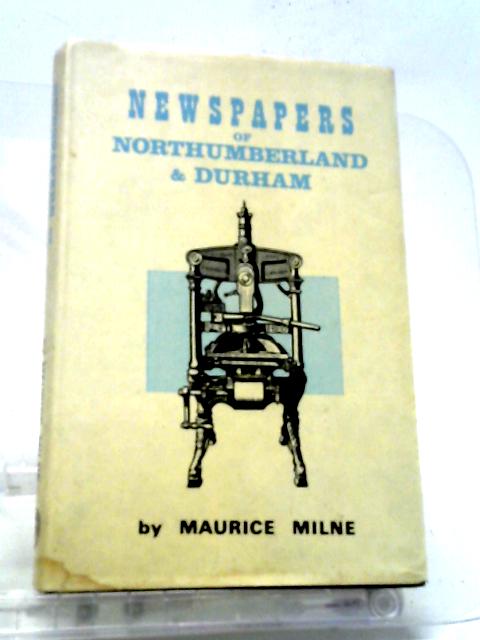 NEWSPAPERS
OF
NORTHUMBERLAND
& DURHAM
by MAURICE MILNE